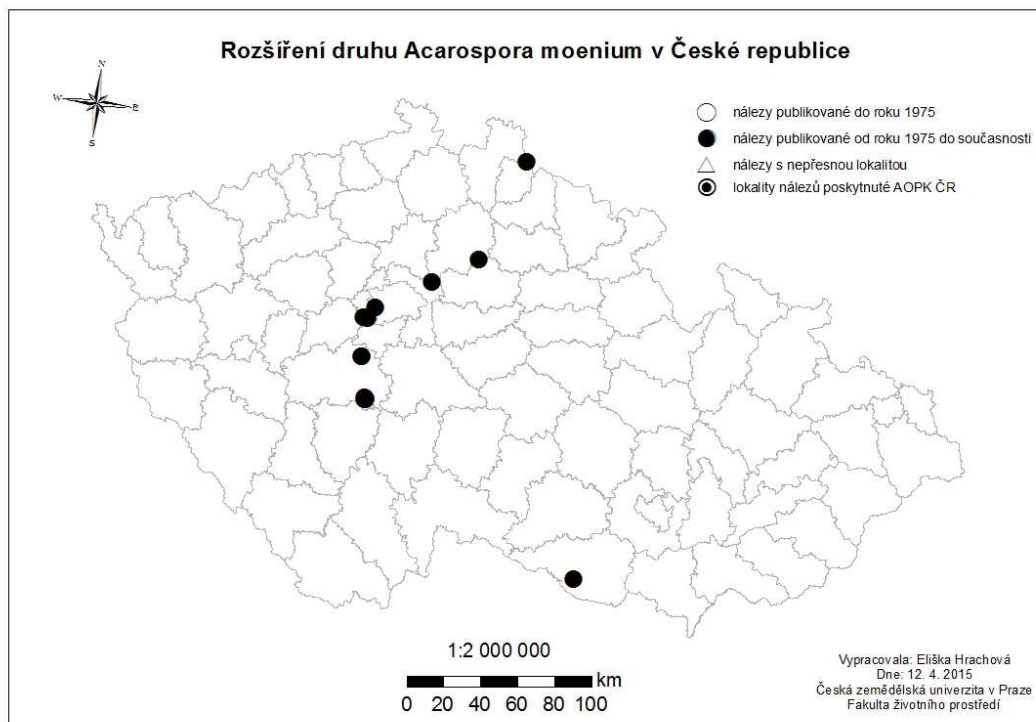 Rozšíření druhu Acarospora moenium v České republice
N
W
E
S
nálezy publikované do roku 1975
nálezy publikované od roku 1975 do současnosti
nálezy s nepřesnou lokalitou
lokality nálezů poskytnuté AOPK ČR
1:2 000 000
km
0 20 40 60 80 100
Vypracovala: Eliška Hrachová
Dne: 12. 4. 2015
Česká zemědělská univerzita v Praze
Fakulta životního prostředí